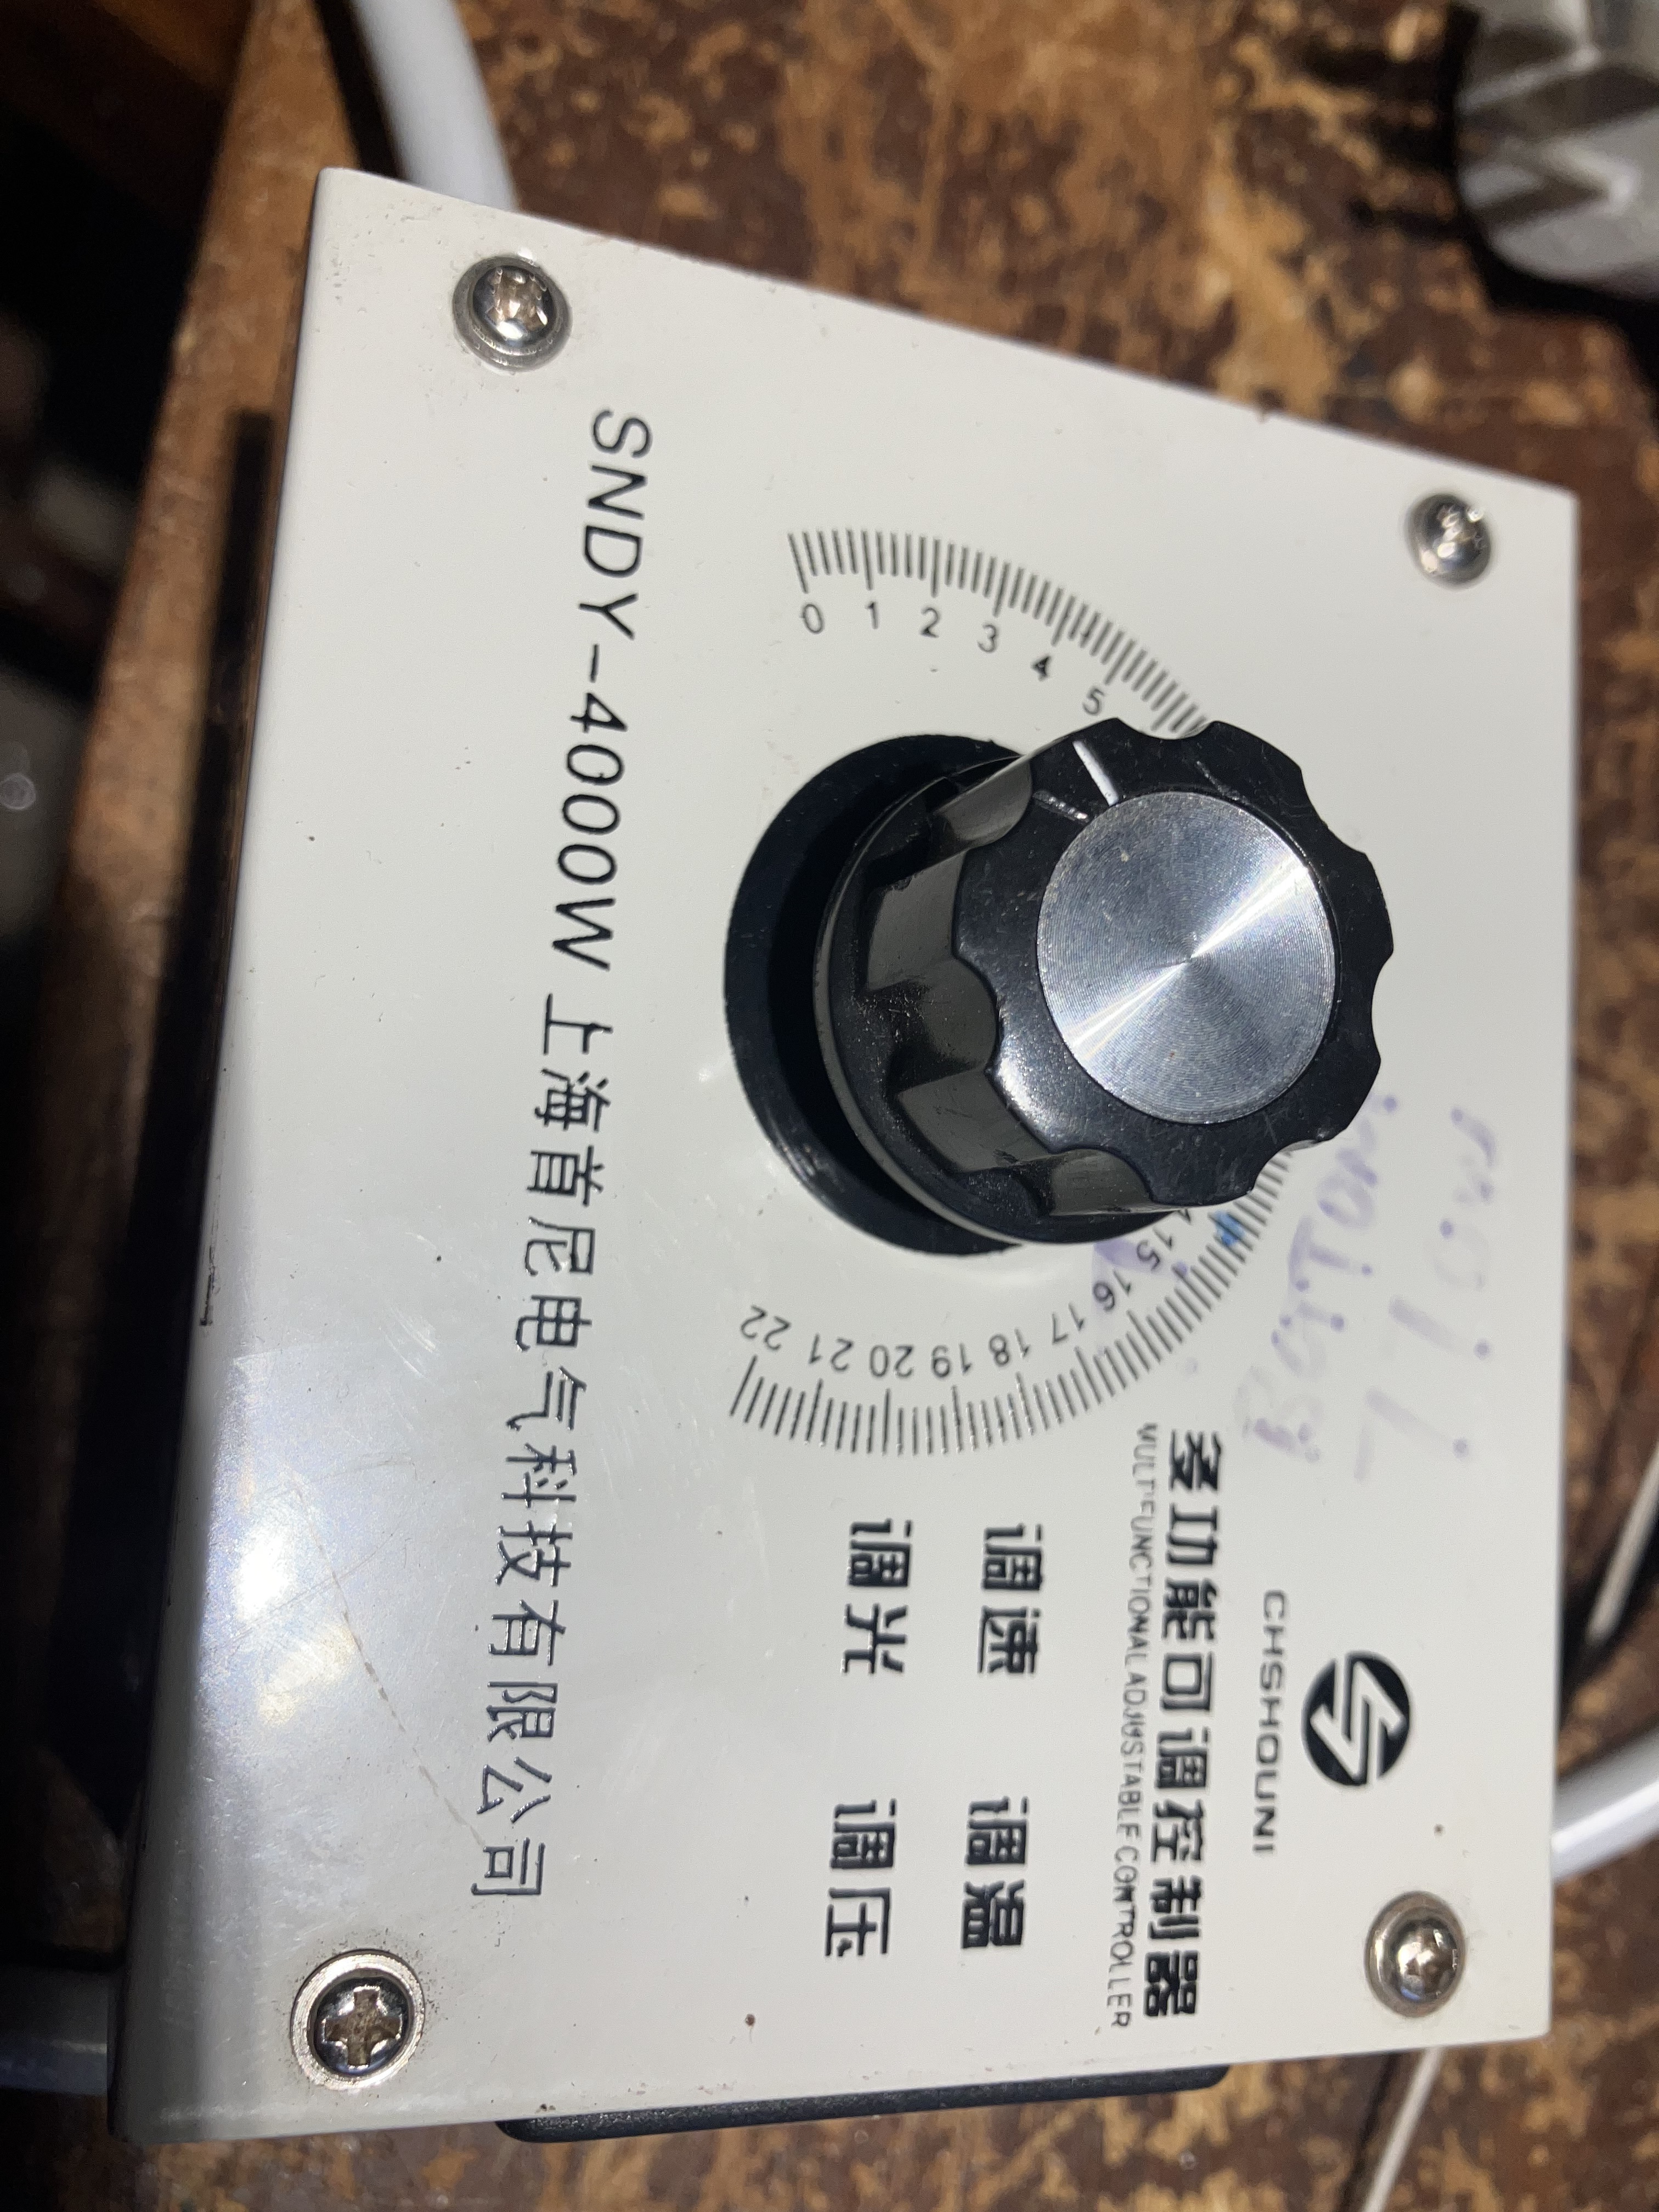 CHSHOUNI
多功能可调控制器
MULTIFUNCTIONAL ADJUSTABLE CONTROLLER
调速 调温
调光 调压
0 1 2 3 4 5 15 16 17 18 19 20 21 22
SNDY-4000W 上海首尼电气科技有限公司